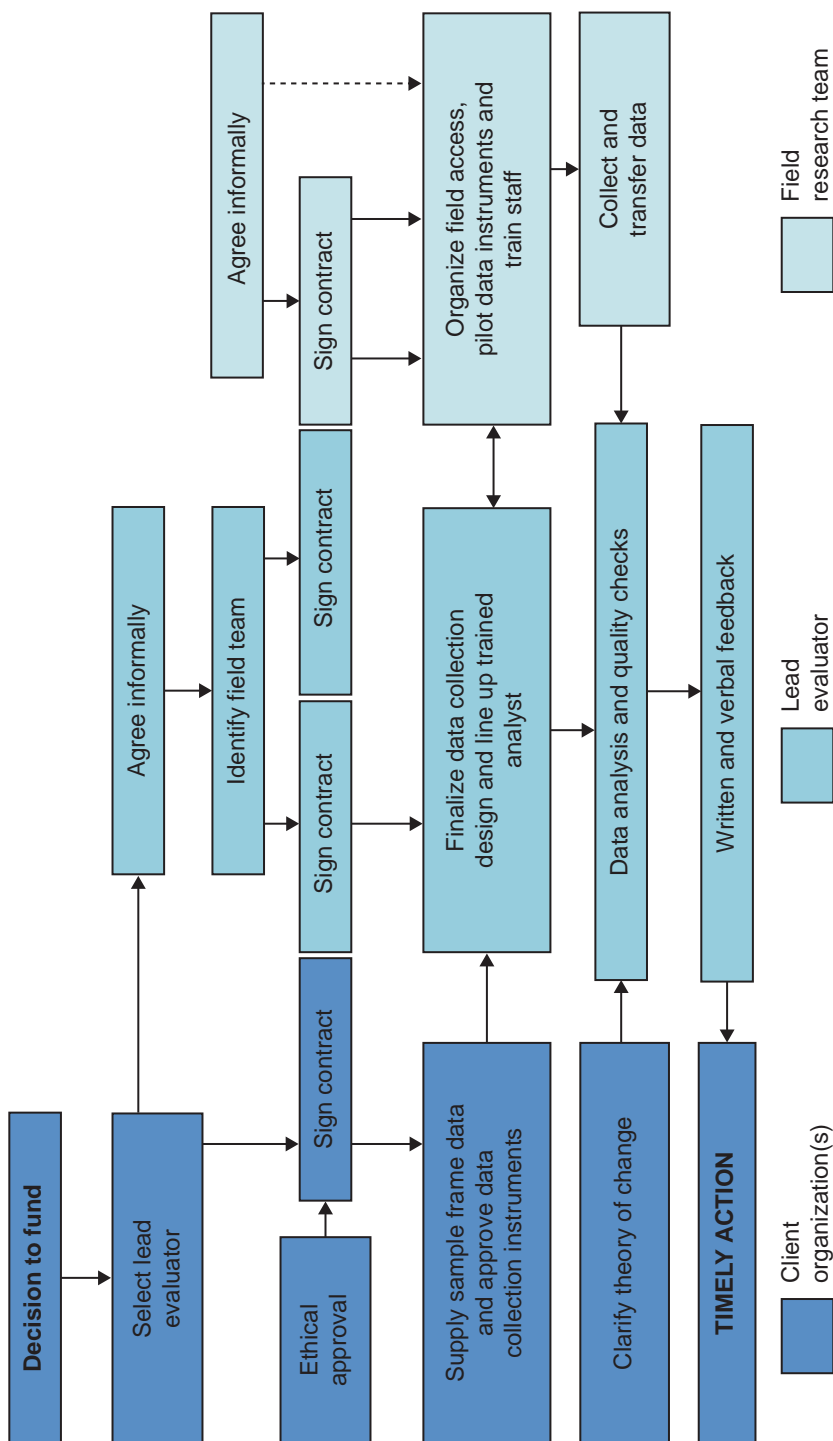 Decision to fund
Select lead
evaluator
Agree informally
Identify field team
Agree informally
Ethical
approval
Sign contract
Sign contract
Sign contract
Sign contract
Supply sample frame data
and approve data
collection instruments
Finalize data collection
design and line up trained
analyst
Organize field access,
pilot data instruments and
train staff
Clarify theory of change
Data analysis and quality checks
Collect and
transfer data
TIMELY ACTION
Written and verbal feedback
Client
organization(s)
Lead
evaluator
Field
research team